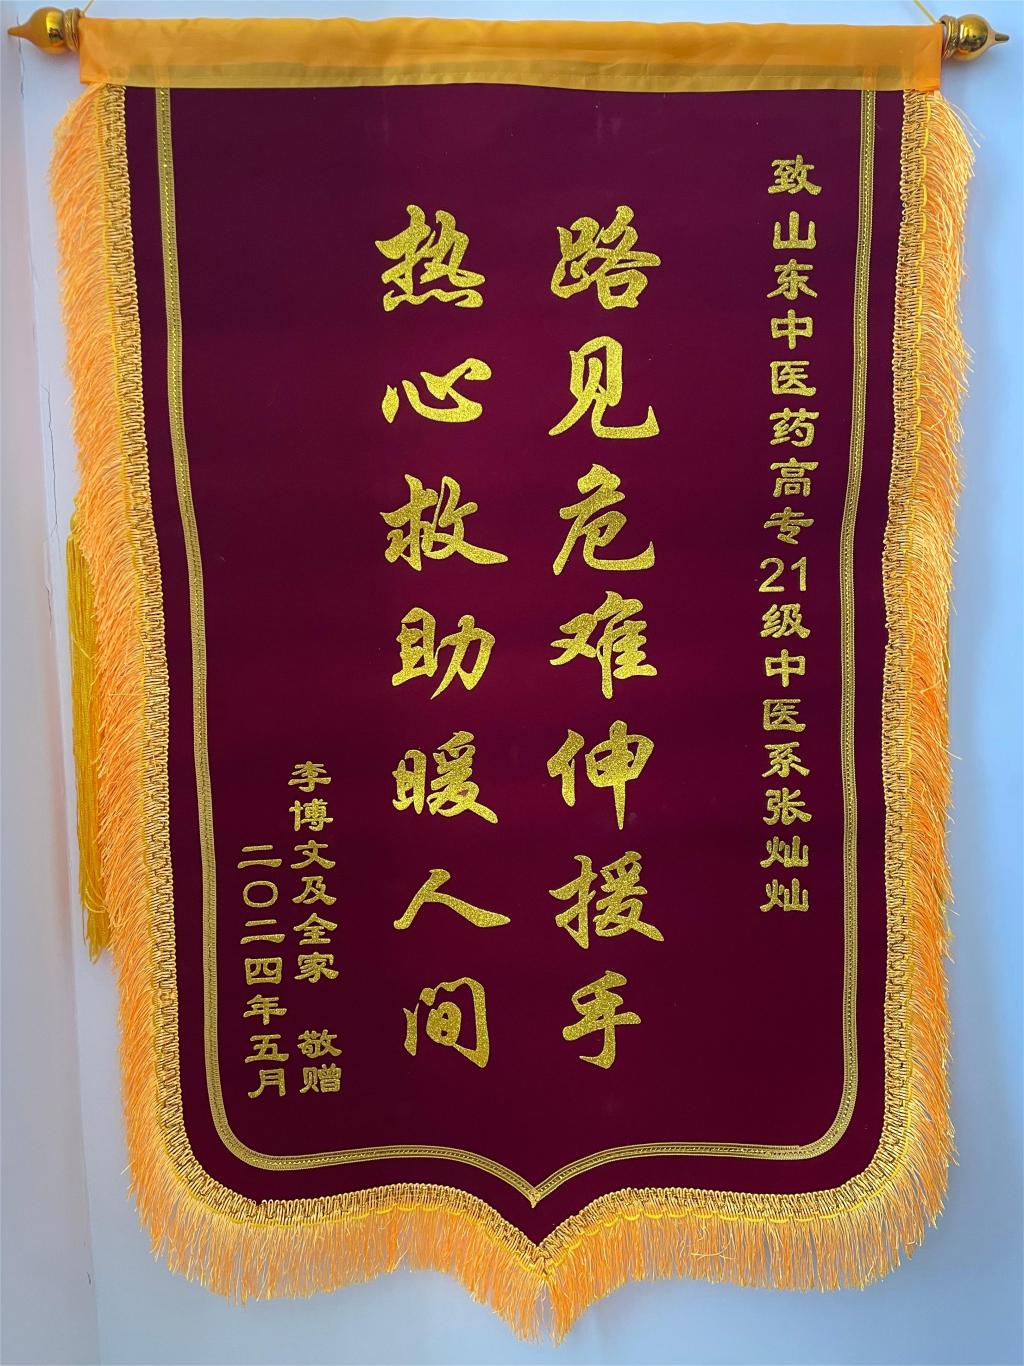 致山东中医药高专21级中医系张灿灿
路见危难伸援手
热心救助暖人间
李博文及全家 敬赠
二〇二四年五月